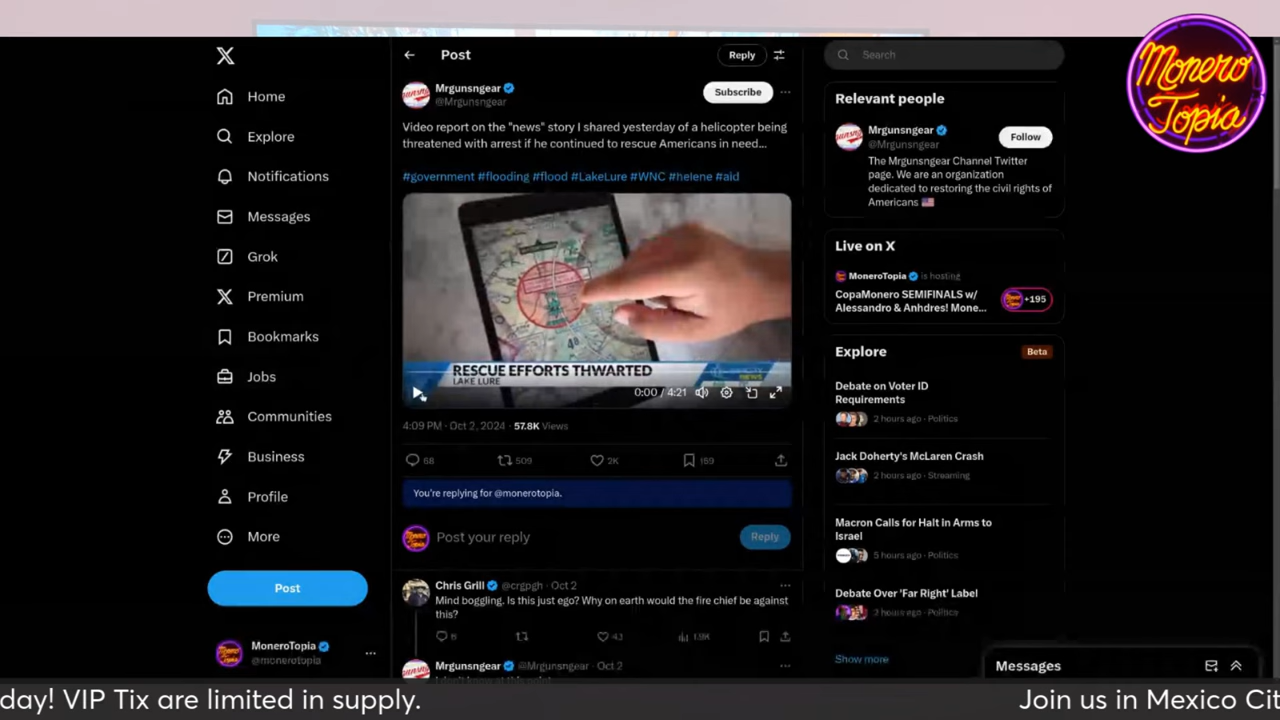 Monero
Topia
Home
Explore
Notifications
Messages
Grok
Premium
Bookmarks
Jobs
Communities
Business
Profile
More
Post
MoneroTopia
@monerotopia
Post
Reply
Mrgunsngear
@Mrgunsngear
Subscribe
Video report on the "news" story I shared yesterday of a helicopter being
threatened with arrest if he continued to rescue Americans in need...
#government #flooding #flood #LakeLure #WNC #helene #aid
RESCUE EFFORTS THWARTED
LAKE LURE
NEWS
0:00 / 4:21
4:09 PM · Oct 2, 2024 · 57.8K Views
68 509 2K 159
You're replying for @monerotopia.
Post your reply
Reply
Chris Grill @crgpgh · Oct 2
Mind boggling. Is this just ego? Why on earth would the fire chief be against
this?
Mrgunsngear @Mrgunsngear · Oct 2
Search
Relevant people
Mrgunsngear
@Mrgunsngear
Follow
The Mrgunsngear Channel Twitter
page. We are an organization
dedicated to restoring the civil rights of
Americans
Live on X
MoneroTopia is hosting
CopaMonero SEMIFINALS w/
Alessandro & Anhdres! Mone...
+195
Explore
Beta
Debate on Voter ID
Requirements
2 hours ago · Politics
Jack Doherty's McLaren Crash
2 hours ago · Streaming
Macron Calls for Halt in Arms to
Israel
5 hours ago · Politics
Debate Over 'Far Right' Label
2 hours ago · Politics
Show more
Messages
day! VIP Tix are limited in supply.
Join us in Mexico Cit